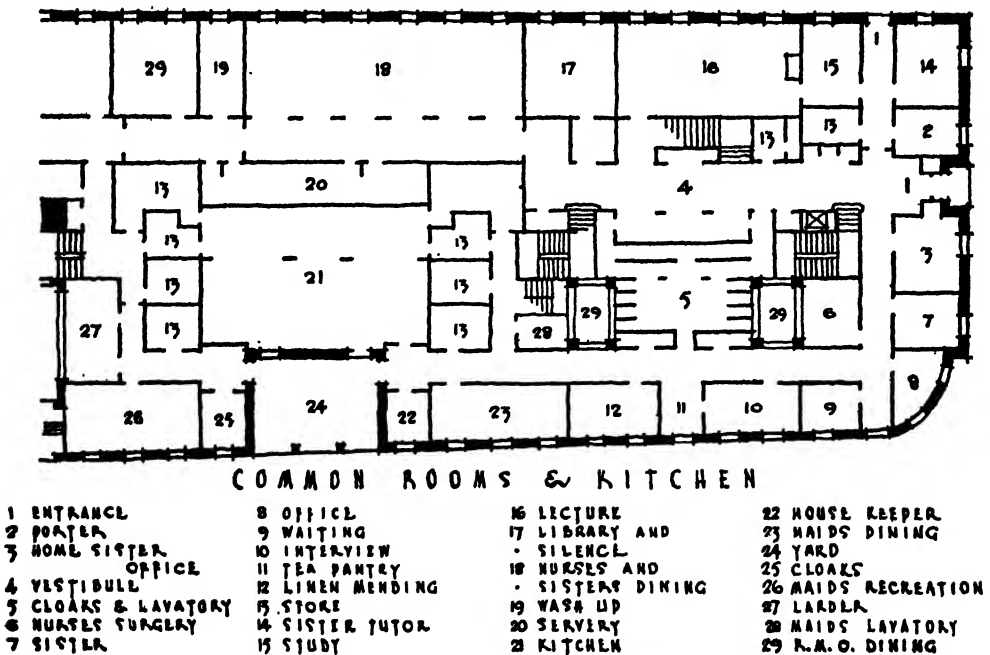 29 19 18 17 16 15 1 14
13 13 2
13 20 4 1
13 13
21 3
13 13 5
27 29 29 6
13 13 28 7
8
26 25 24 22 23 12 11 10 9
COMMON ROOMS & KITCHEN
1 ENTRANCE
2 PORTER
3 HOME SISTER
OFFICE
4 VESTIBULL
5 CLOAKS & LAVATORY
6 NURSES SURGERY
7 SISTER
8 OFFICE
9 WAITING
10 INTERVIEW
11 TEA PANTRY
12 LINEN MENDING
13 STORE
14 SISTER TUTOR
15 STUDY
16 LECTURE
17 LIBRARY AND
· SILENCE
18 NURSES AND
· SISTERS DINING
19 WASH UP
20 SERVERY
21 KITCHEN
22 HOUSE KEEPER
23 MAIDS DINING
24 YARD
25 CLOAKS
26 MAIDS RECREATION
27 LARDER
28 MAIDS LAVATORY
29 R.M.O. DINING